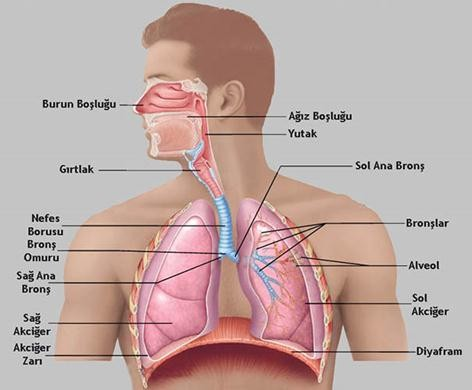 Burun Boşluğu
Ağız Boşluğu
Yutak
Gırtlak
Sol Ana Bronş
Nefes
Borusu
Bronş
Omuru
Bronşlar
Sağ Ana
Bronş
Alveol
Sol
Akciğer
Sağ
Akciğer
Akciğer
Zarı
Diyafram